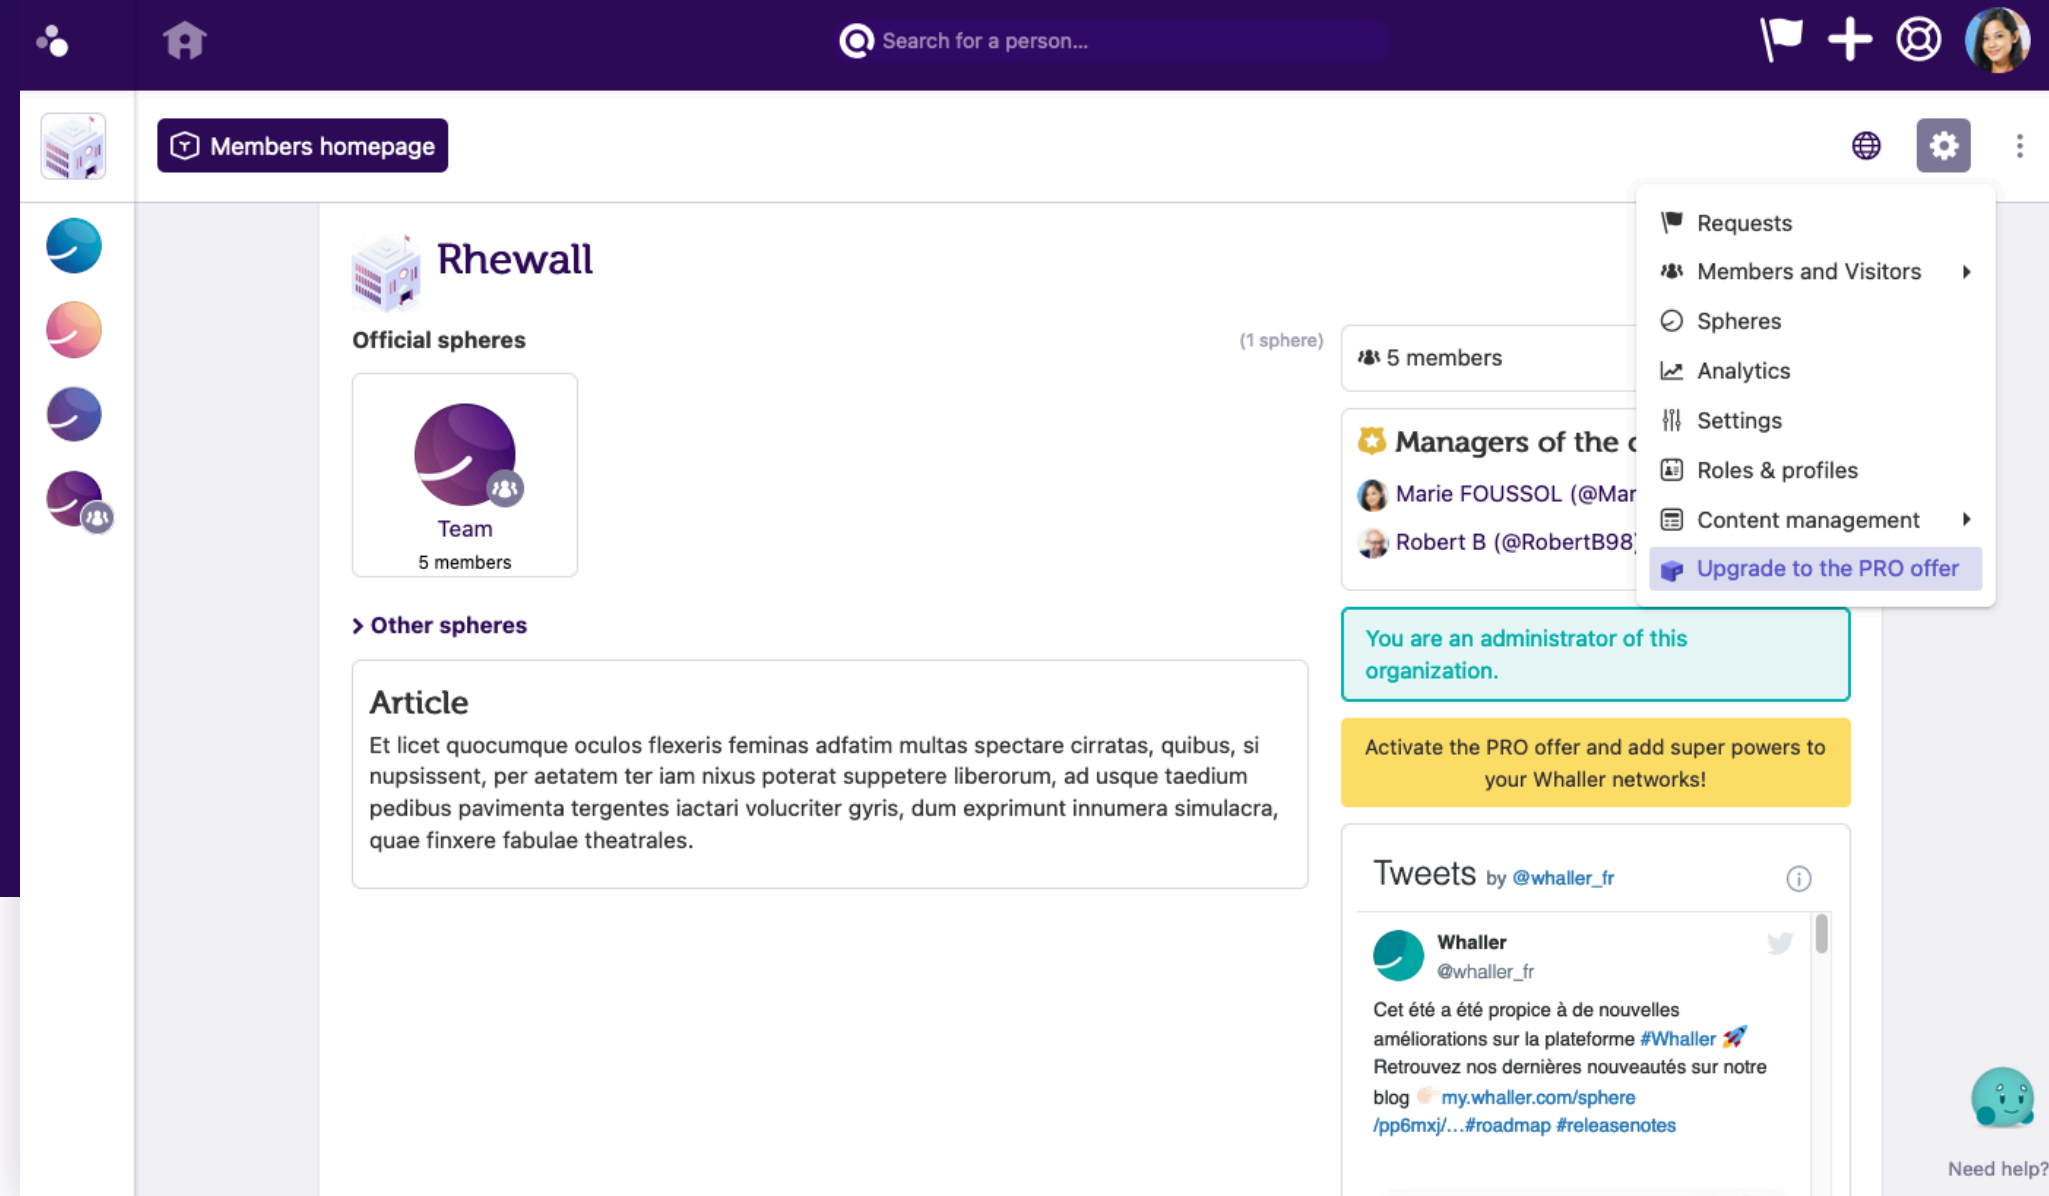 Search for a person...
Members homepage
Requests
Members and Visitors
Spheres
Analytics
Settings
Roles & profiles
Content management
Upgrade to the PRO offer
Rhewall
Official spheres
(1 sphere)
Team
5 members
Other spheres
Article
Et licet quocumque oculos flexeris feminas adfatim multas spectare cirratas, quibus, si
nupsissent, per aetatem ter iam nixus poterat suppetere liberorum, ad usque taedium
pedibus pavimenta tergentes iactari volucriter gyris, dum exprimunt innumera simulacra,
quae finxere fabulae theatrales.
5 members
Managers of the
Marie FOUSSOL (@Mar
Robert B (@RobertB98)
You are an administrator of this
organization.
Activate the PRO offer and add super powers to
your Whaller networks!
Tweets by @whaller_fr
Whaller
@whaller_fr
Cet été a été propice à de nouvelles
améliorations sur la plateforme #Whaller 🚀
Retrouvez nos dernières nouveautés sur notre
blog 👉🏻my.whaller.com/sphere
/pp6mxj/…#roadmap #releasenotes
Need help?